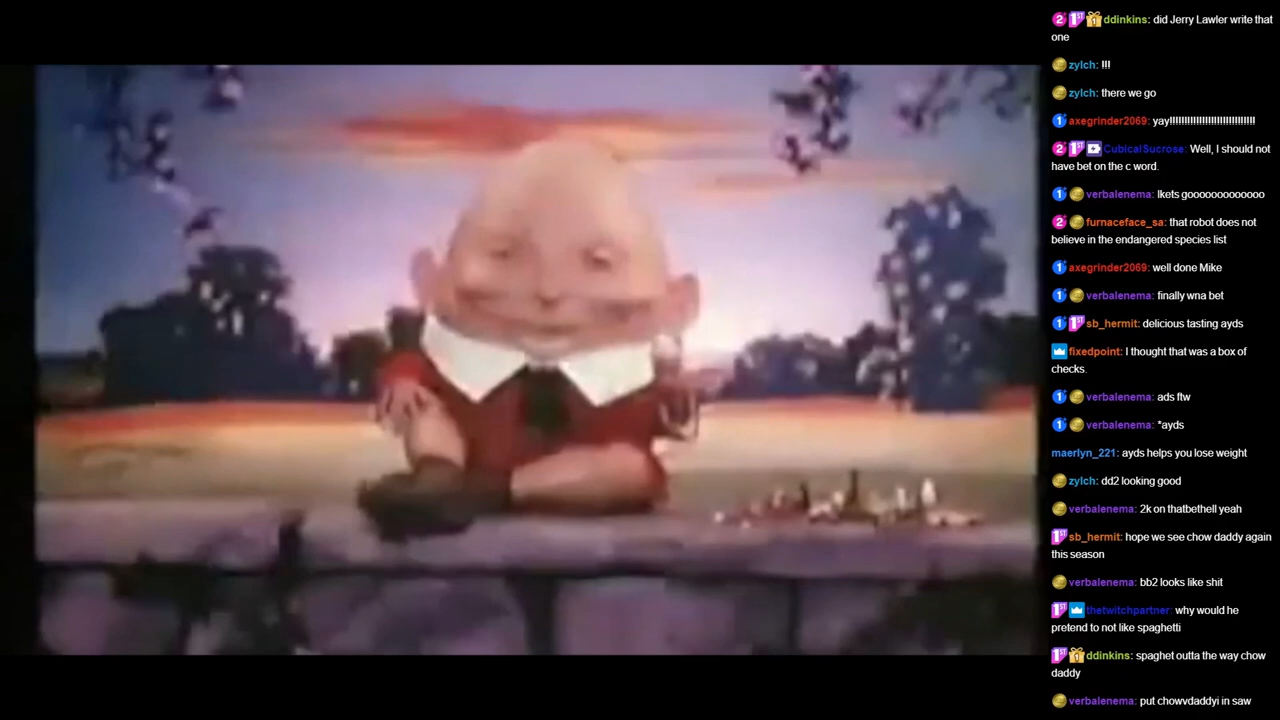 ddinkins: did Jerry Lawler write that
one
zylch: !!!
zylch: there we go
axegrinder2069: yay!!!!!!!!!!!!!!!!!!!!!!!!!!!!
CubicalSucrose: Well, I should not
have bet on the c word.
verbalenema: lkets gooooooooooooo
furnaceface_sa: that robot does not
believe in the endangered species list
axegrinder2069: well done Mike
verbalenema: finally wna bet
sb_hermit: delicious tasting ayds
fixedpoint: I thought that was a box of
checks.
verbalenema: ads ftw
verbalenema: *ayds
maerlyn_221: ayds helps you lose weight
zylch: dd2 looking good
verbalenema: 2k on thatbethell yeah
sb_hermit: hope we see chow daddy again
this season
verbalenema: bb2 looks like shit
thetwitchpartner: why would he
pretend to not like spaghetti
ddinkins: spaghet outta the way chow
daddy
verbalenema: put chowvdaddyi in saw